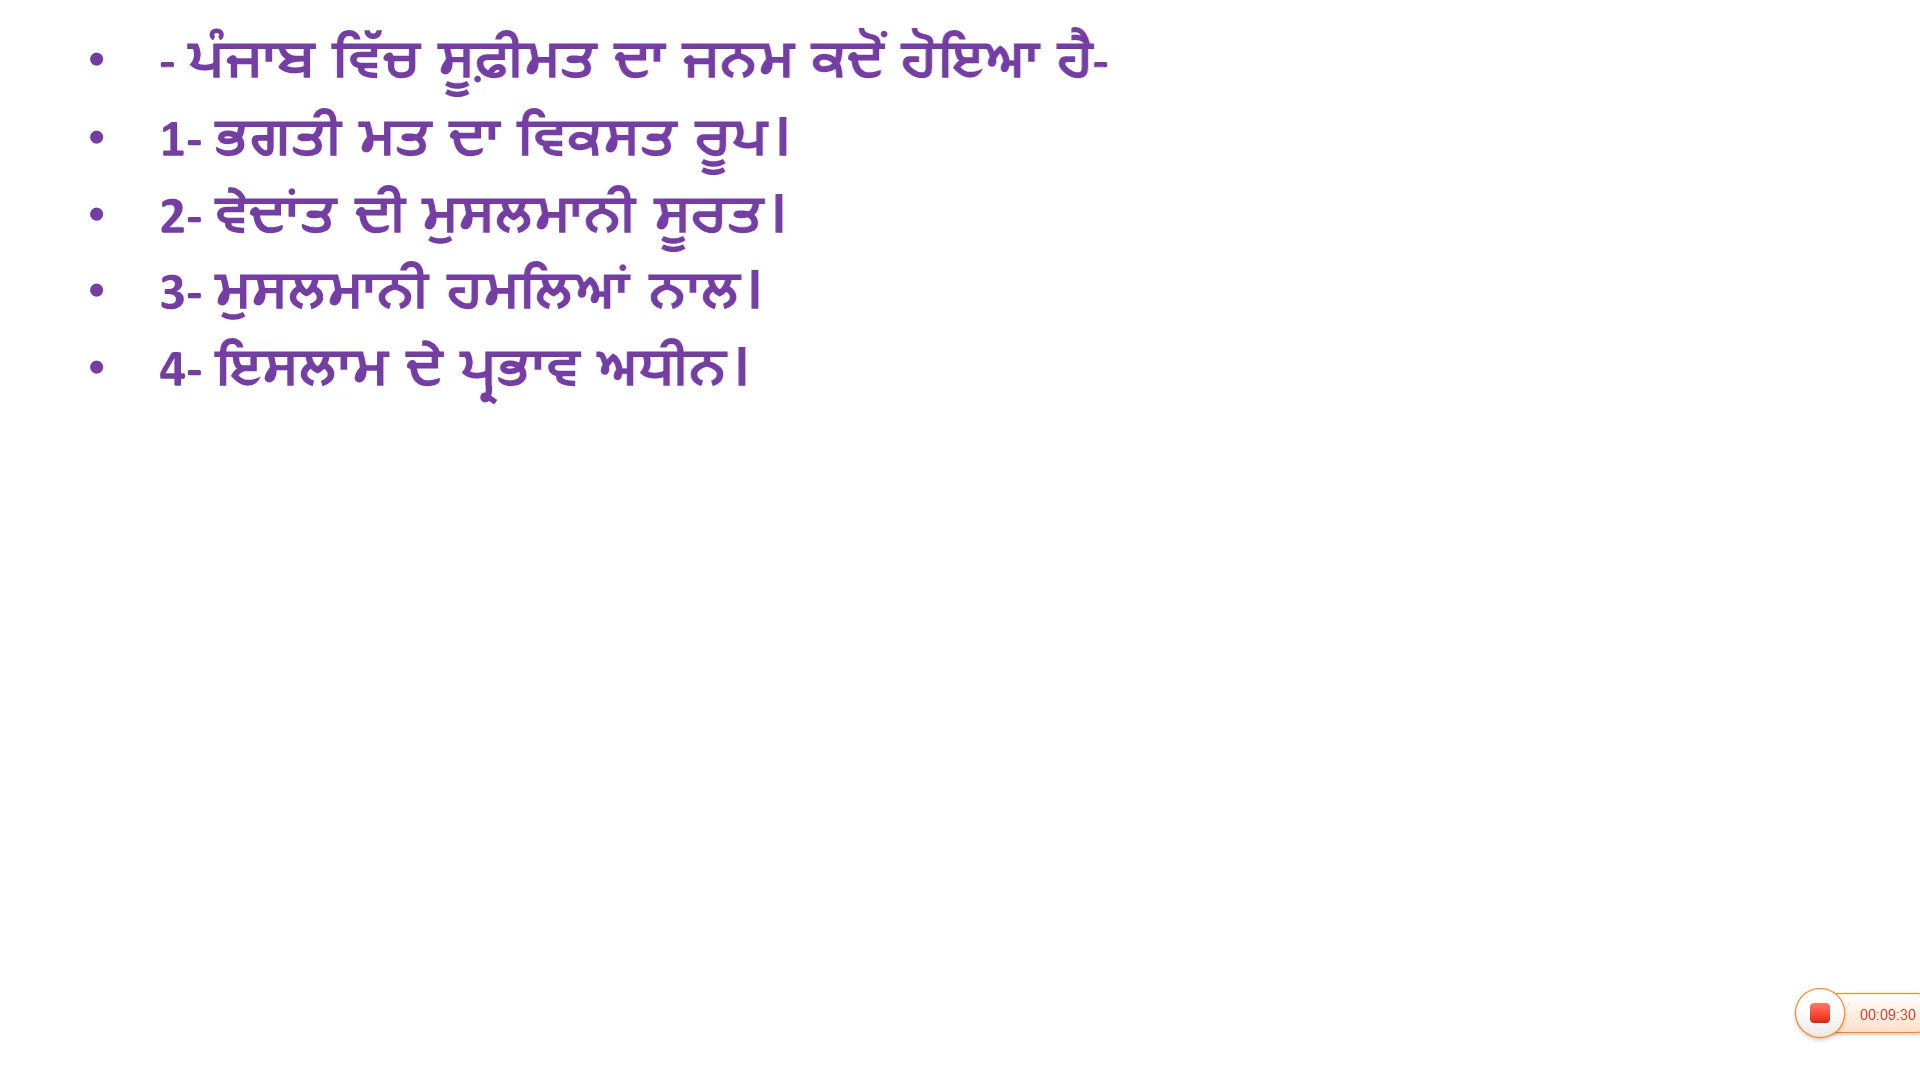 • - ਪੰਜਾਬ ਵਿੱਚ ਸੂਫ਼ੀਮਤ ਦਾ ਜਨਮ ਕਦੋਂ ਹੋਇਆ ਹੈ-
• 1- ਭਗਤੀ ਮਤ ਦਾ ਵਿਕਸਤ ਰੂਪ।
• 2- ਵੇਦਾਂਤ ਦੀ ਮੁਸਲਮਾਨੀ ਸੂਰਤ।
• 3- ਮੁਸਲਮਾਨੀ ਹਮਲਿਆਂ ਨਾਲ।
• 4- ਇਸਲਾਮ ਦੇ ਪ੍ਰਭਾਵ ਅਧੀਨ।
00:09:30